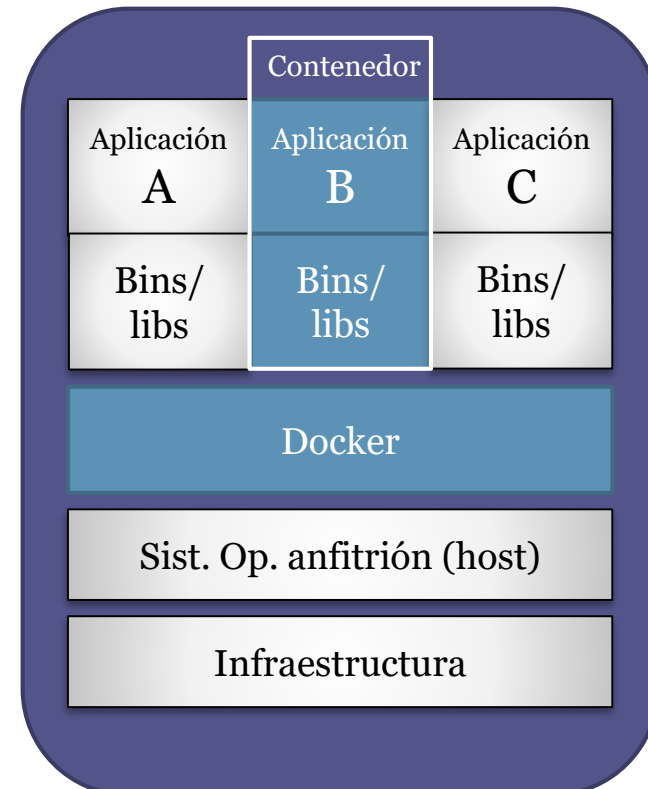 Contenedor
Aplicación
A
Aplicación
B
Aplicación
C
Bins/
libs
Bins/
libs
Bins/
libs
Docker
Sist. Op. anfitrión (host)
Infraestructura